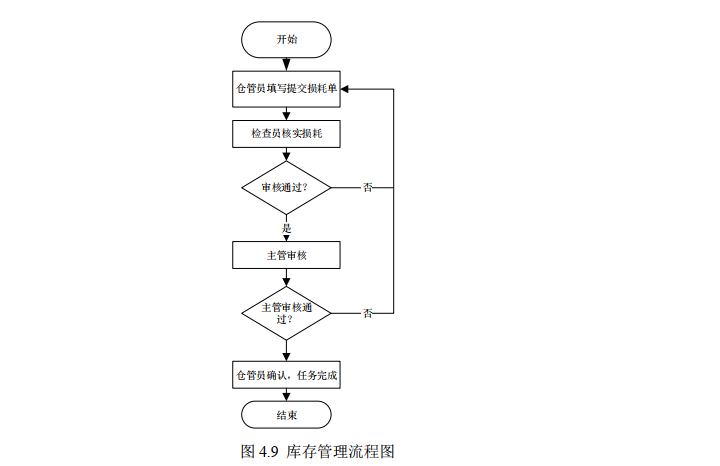 开始
仓管员填写提交损耗单
检查员核实损耗
审核通过？
否
是
主管审核
主管审核通
过？
否
仓管员确认，任务完成
结束
图 4.9 库存管理流程图